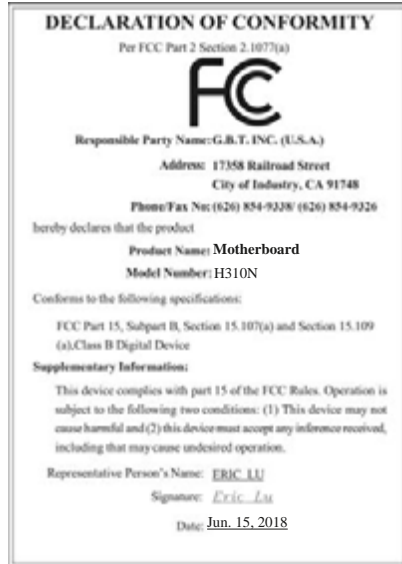 DECLARATION OF CONFORMITY
Per FCC Part 2 Section 2.1077(a)
FC
Responsible Party Name: G.B.T. INC. (U.S.A.)
Address: 17358 Railroad Street
City of Industry, CA 91748
Phone/Fax No: (626) 854-9338/ (626) 854-9326
hereby declares that the product
Product Name: Motherboard
Model Number: H310N
Conforms to the following specifications:
FCC Part 15, Subpart B, Section 15.107(a) and Section 15.109
(a),Class B Digital Device
Supplementary Information:
This device complies with part 15 of the FCC Rules. Operation is
subject to the following two conditions: (1) This device may not
cause harmful and (2) this device must accept any inference received,
including that may cause undesired operation.
Representative Person's Name: ERIC LU
Signature: Eric Lu
Date: Jun. 15, 2018